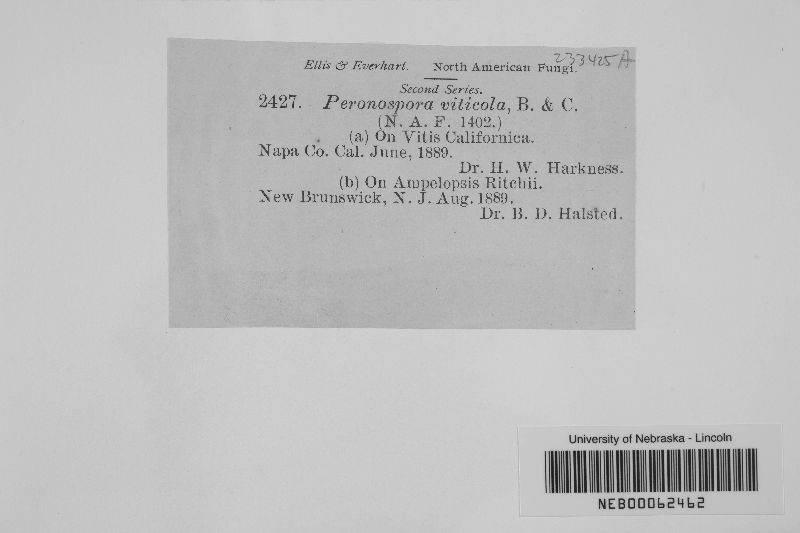 233425A
Ellis & Everhart. North American Fungi.
Second Series.
2427. Peronospora viticola, B. & C.
(N. A. F. 1402.)
(a) On Vitis Californica.
Napa Co. Cal. June, 1889.
Dr. H. W. Harkness.
(b) On Ampelopsis Ritchii.
New Brunswick, N. J. Aug. 1889.
Dr. B. D. Halsted.
University of Nebraska - Lincoln
NEB00062462